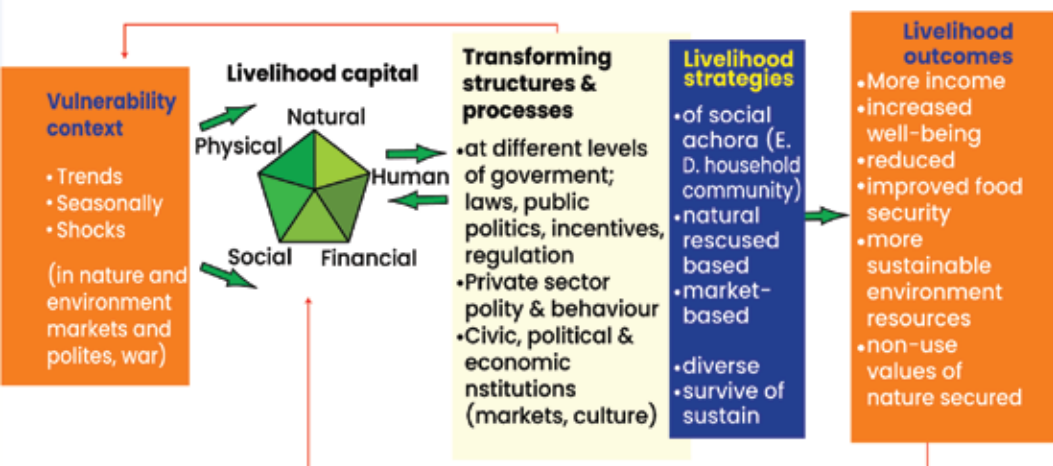 Vulnerability
context
• Trends
• Seasonally
• Shocks
(in nature and
environment
markets and
polites, war)
Livelihood capital
Natural
Physical
Human
Social
Financial
Transforming
structures &
processes
•at different levels
of goverment;
laws, public
politics, incentives,
regulation
•Private sector
polity & behaviour
•Civic, political &
economic
nstitutions
(markets, culture)
Livelihood
strategies
•of social
achora (E.
D. household
community)
•natural
rescused
based
•market-
based
•diverse
•survive of
sustain
Livelihood
outcomes
•More income
•increased
well-being
•reduced
•improved food
security
•more
sustainable
environment
resources
•non-use
values of
nature secured